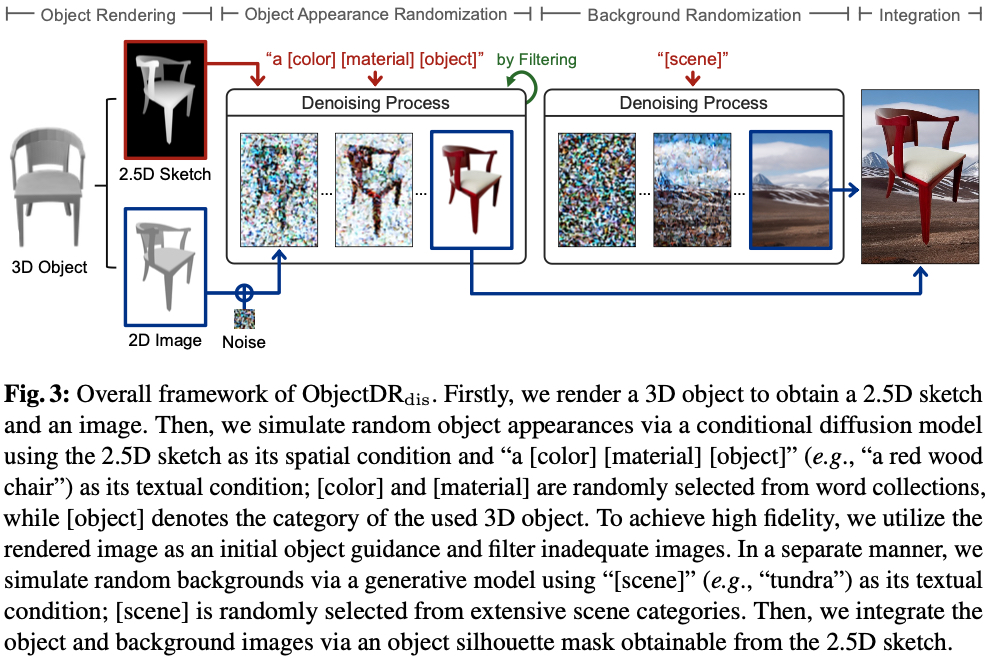 Object Rendering
Object Appearance Randomization
Background Randomization
Integration
"a [color] [material] [object]"
by Filtering
"[scene]"
Denoising Process
Denoising Process
2.5D Sketch
...
...
...
...
3D Object
2D Image
Noise
Fig. 3: Overall framework of ObjectDRdis. Firstly, we render a 3D object to obtain a 2.5D sketch
and an image. Then, we simulate random object appearances via a conditional diffusion model
using the 2.5D sketch as its spatial condition and “a [color] [material] [object]” (e.g., “a red wood
chair”) as its textual condition; [color] and [material] are randomly selected from word collections,
while [object] denotes the category of the used 3D object. To achieve high fidelity, we utilize the
rendered image as an initial object guidance and filter inadequate images. In a separate manner, we
simulate random backgrounds via a generative model using “[scene]” (e.g., “tundra”) as its textual
condition; [scene] is randomly selected from extensive scene categories. Then, we integrate the
object and background images via an object silhouette mask obtainable from the 2.5D sketch.